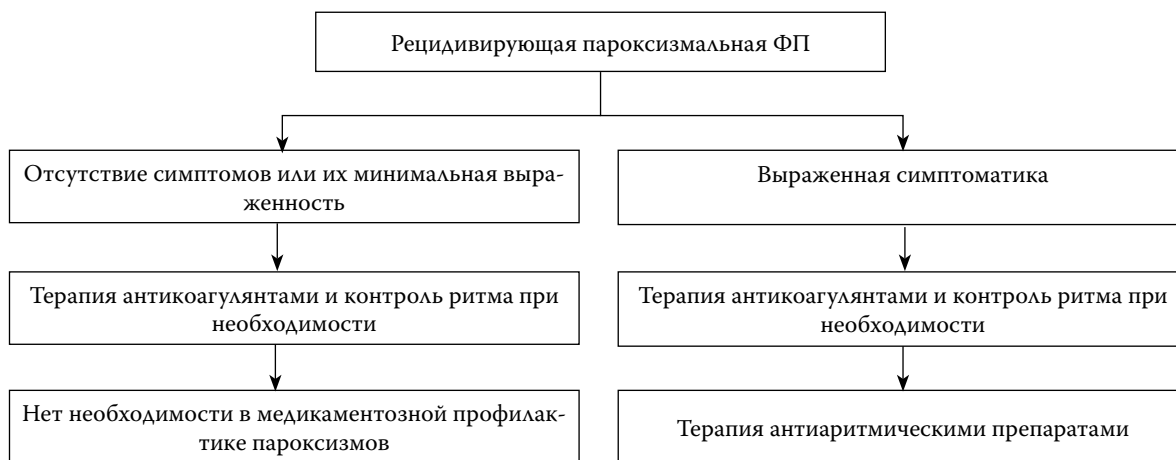 Рецидивирующая пароксизмальная ФП
Отсутствие симптомов или их минимальная выра-
женность
Выраженная симптоматика
Терапия антикоагулянтами и контроль ритма при
необходимости
Терапия антикоагулянтами и контроль ритма при
необходимости
Нет необходимости в медикаментозной профилак-
тике пароксизмов
Терапия антиаритмическими препаратами